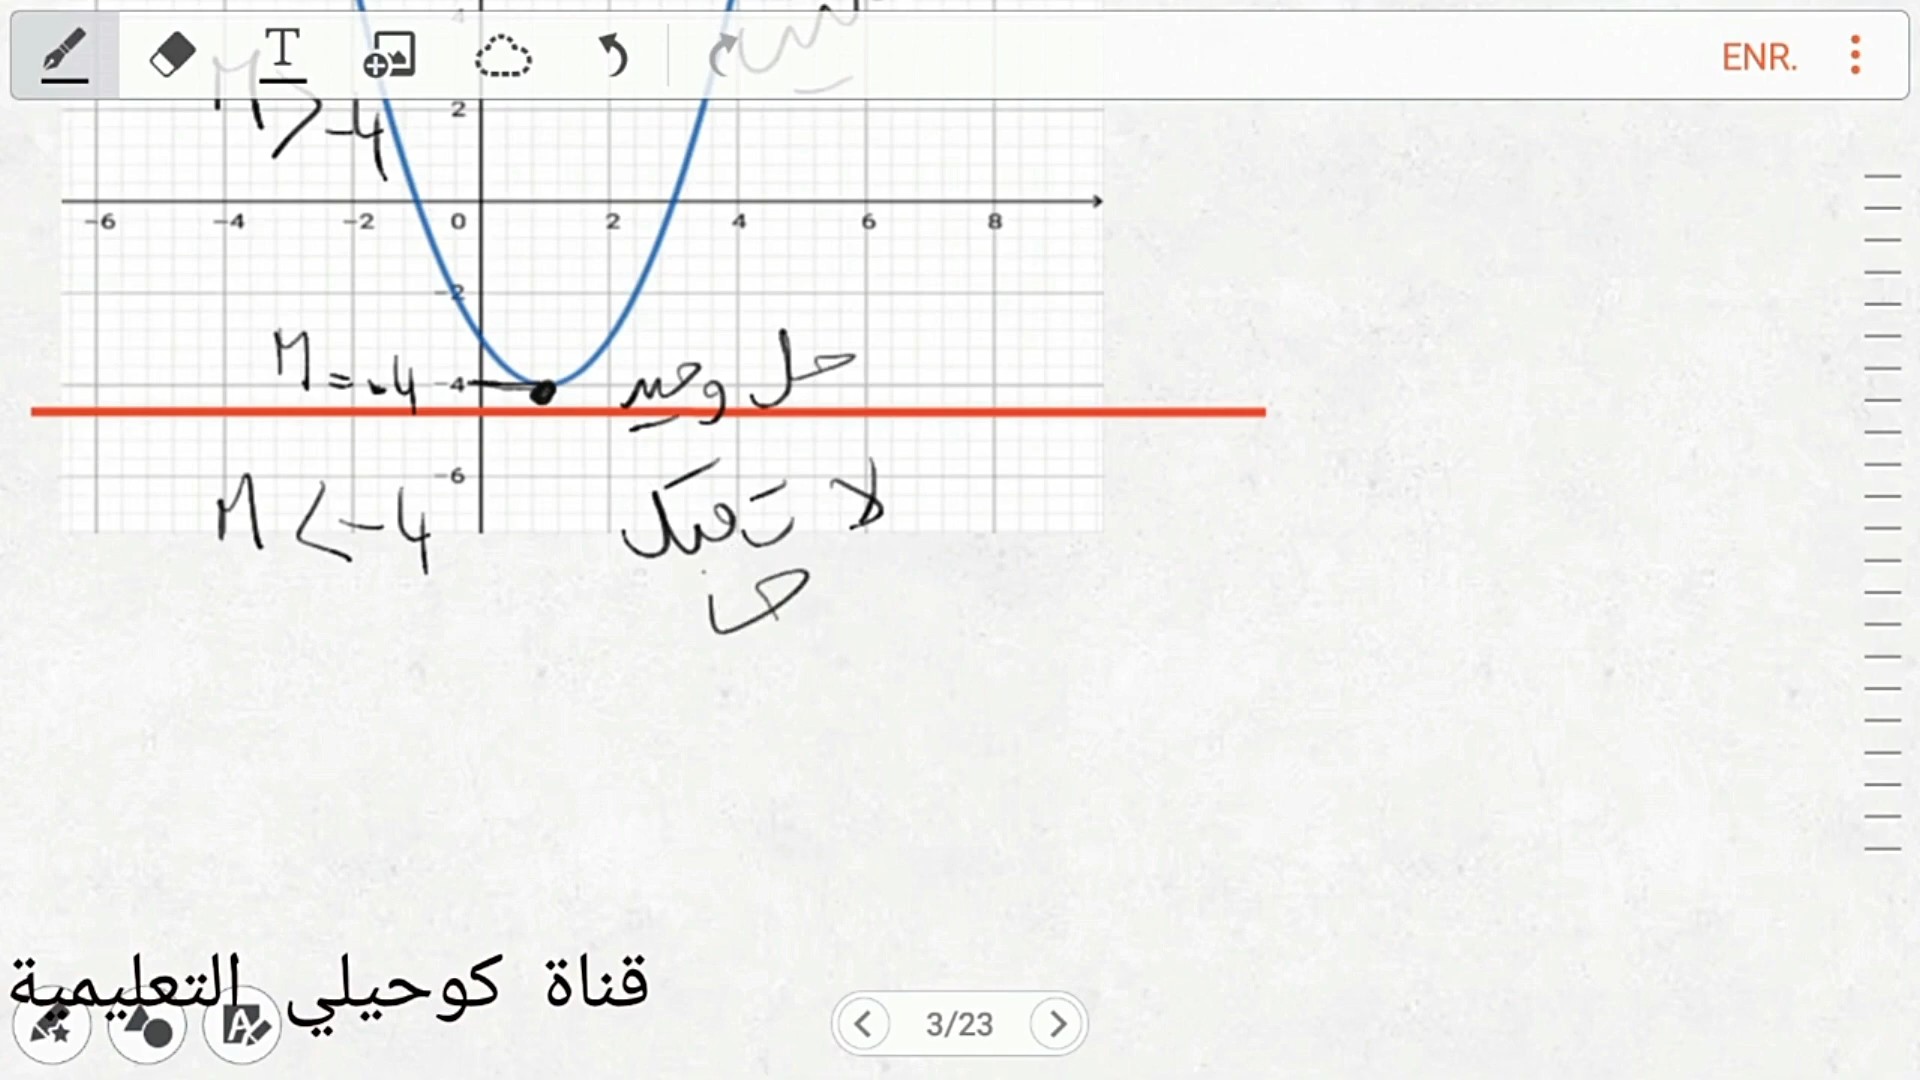 4
T
ENR.
M > -4
2
-6 -4 -2 0 2 4 6 8
-2
M = -4 -4 حل وحيد
-6
M < -4 لا تقبل
حل
قناة كوحيلي التعليمية
3/23